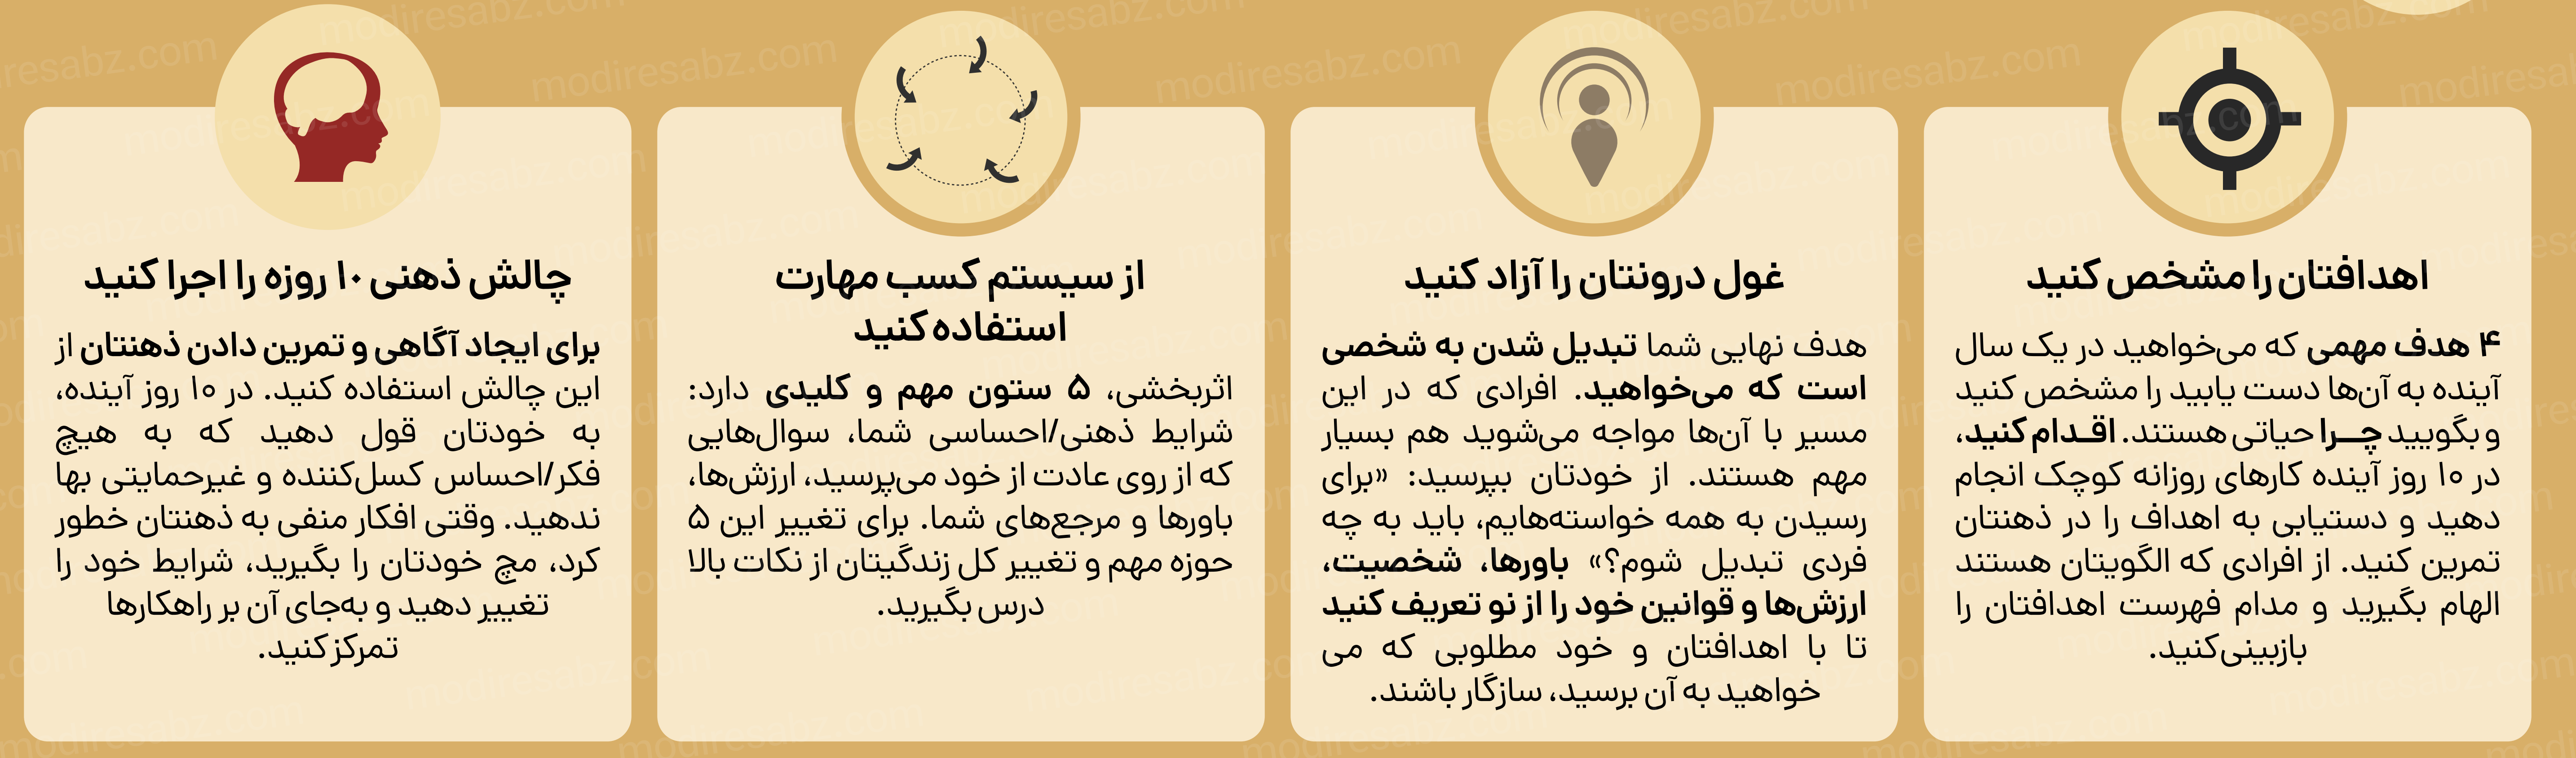 اهدافتان را مشخص کنید
۴ هدف مهمی که می‌خواهید در یک سال
آینده به آن‌ها دست یابید را مشخص کنید
و بگویید چـــرا حیاتی هستند. اقـدام کنید،
در ۱۰ روز آینده کارهای روزانه کوچک انجام
دهید و دستیابی به اهداف را در ذهنتان
تمرین کنید. از افرادی که الگویتان هستند
الهام بگیرید و مدام فهرست اهدافتان را
بازبینی‌کنید.
غول درونتان را آزاد کنید
هدف نهایی شما تبدیل شدن به شخصی
است که می‌خواهید. افرادی که در این
مسیر با آن‌ها مواجه می‌شوید هم بسیار
مهم هستند. از خودتان بپرسید: «برای
رسیدن به همه خواسته‌هایم، باید به چه
فردی تبدیل شوم؟» باورها، شخصیت،
ارزش‌ها و قوانین خود را از نو تعریف کنید
تا با اهدافتان و خود مطلوبی که می
خواهید به آن برسید، سازگار باشند.
از سیستم کسب مهارت
استفاده کنید
اثربخشی، ۵ ستون مهم و کلیدی دارد:
شرایط ذهنی/احساسی شما، سوال‌هایی
که از روی عادت از خود می‌پرسید، ارزش‌ها،
باورها و مرجع‌های شما. برای تغییر این ۵
حوزه مهم و تغییر کل زندگیتان از نکات بالا
درس بگیرید.
چالش ذهنی ۱۰ روزه را اجرا کنید
برای ایجاد آگاهی و تمرین دادن ذهنتان از
این چالش استفاده کنید. در ۱۰ روز آینده،
به خودتان قول دهید که به هیچ
فکر/احساس کسل‌کننده و غیرحمایتی بها
ندهید. وقتی افکار منفی به ذهنتان خطور
کرد، مچ خودتان را بگیرید، شرایط خود را
تغییر دهید و به‌جای آن بر راهکارها
تمرکز کنید.
modiresabz.com